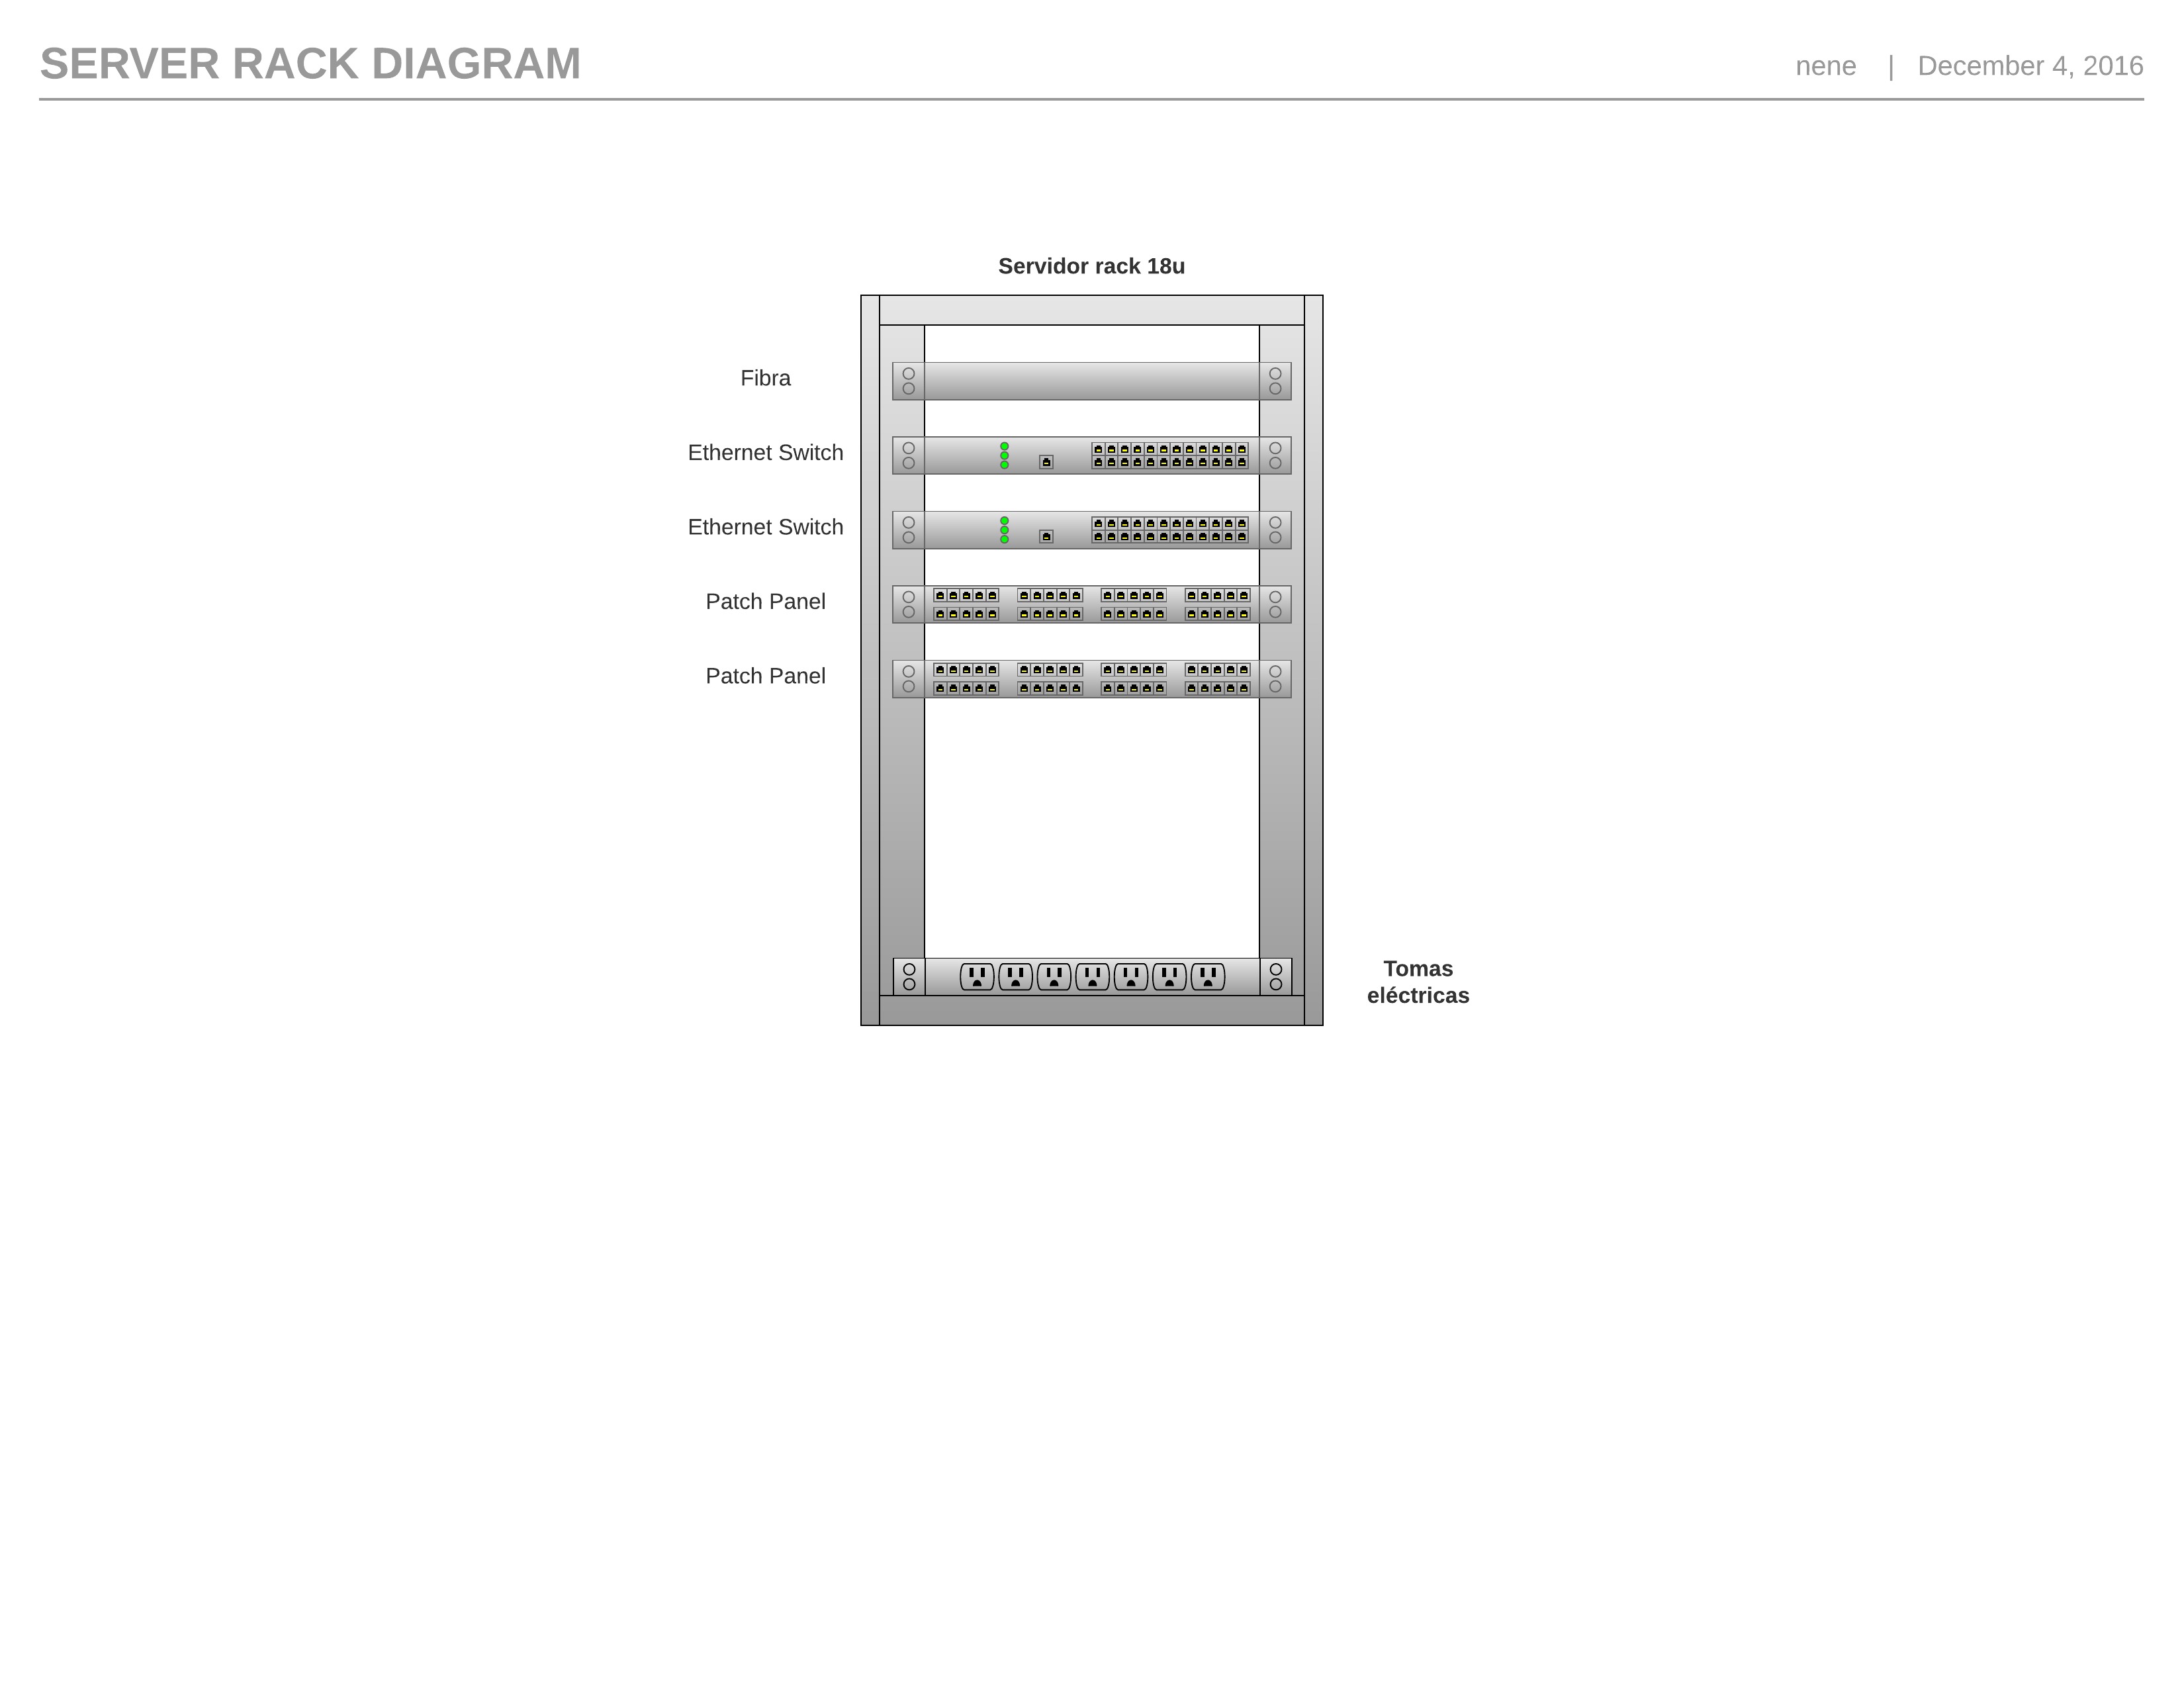 SERVER RACK DIAGRAM
nene | December 4, 2016
Servidor rack 18u
Fibra
Ethernet Switch
Ethernet Switch
Patch Panel
Patch Panel
Tomas
eléctricas